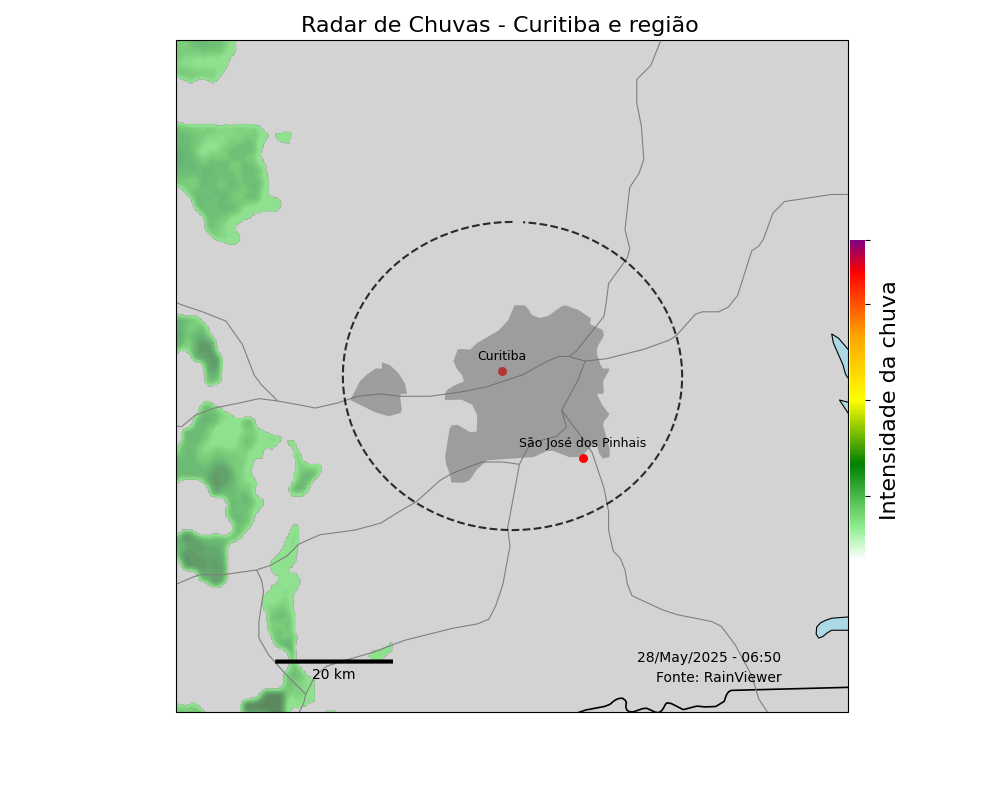 Radar de Chuvas - Curitiba e região
Curitiba
São José dos Pinhais
Intensidade da chuva
28/May/2025 - 06:50
Fonte: RainViewer
20 km